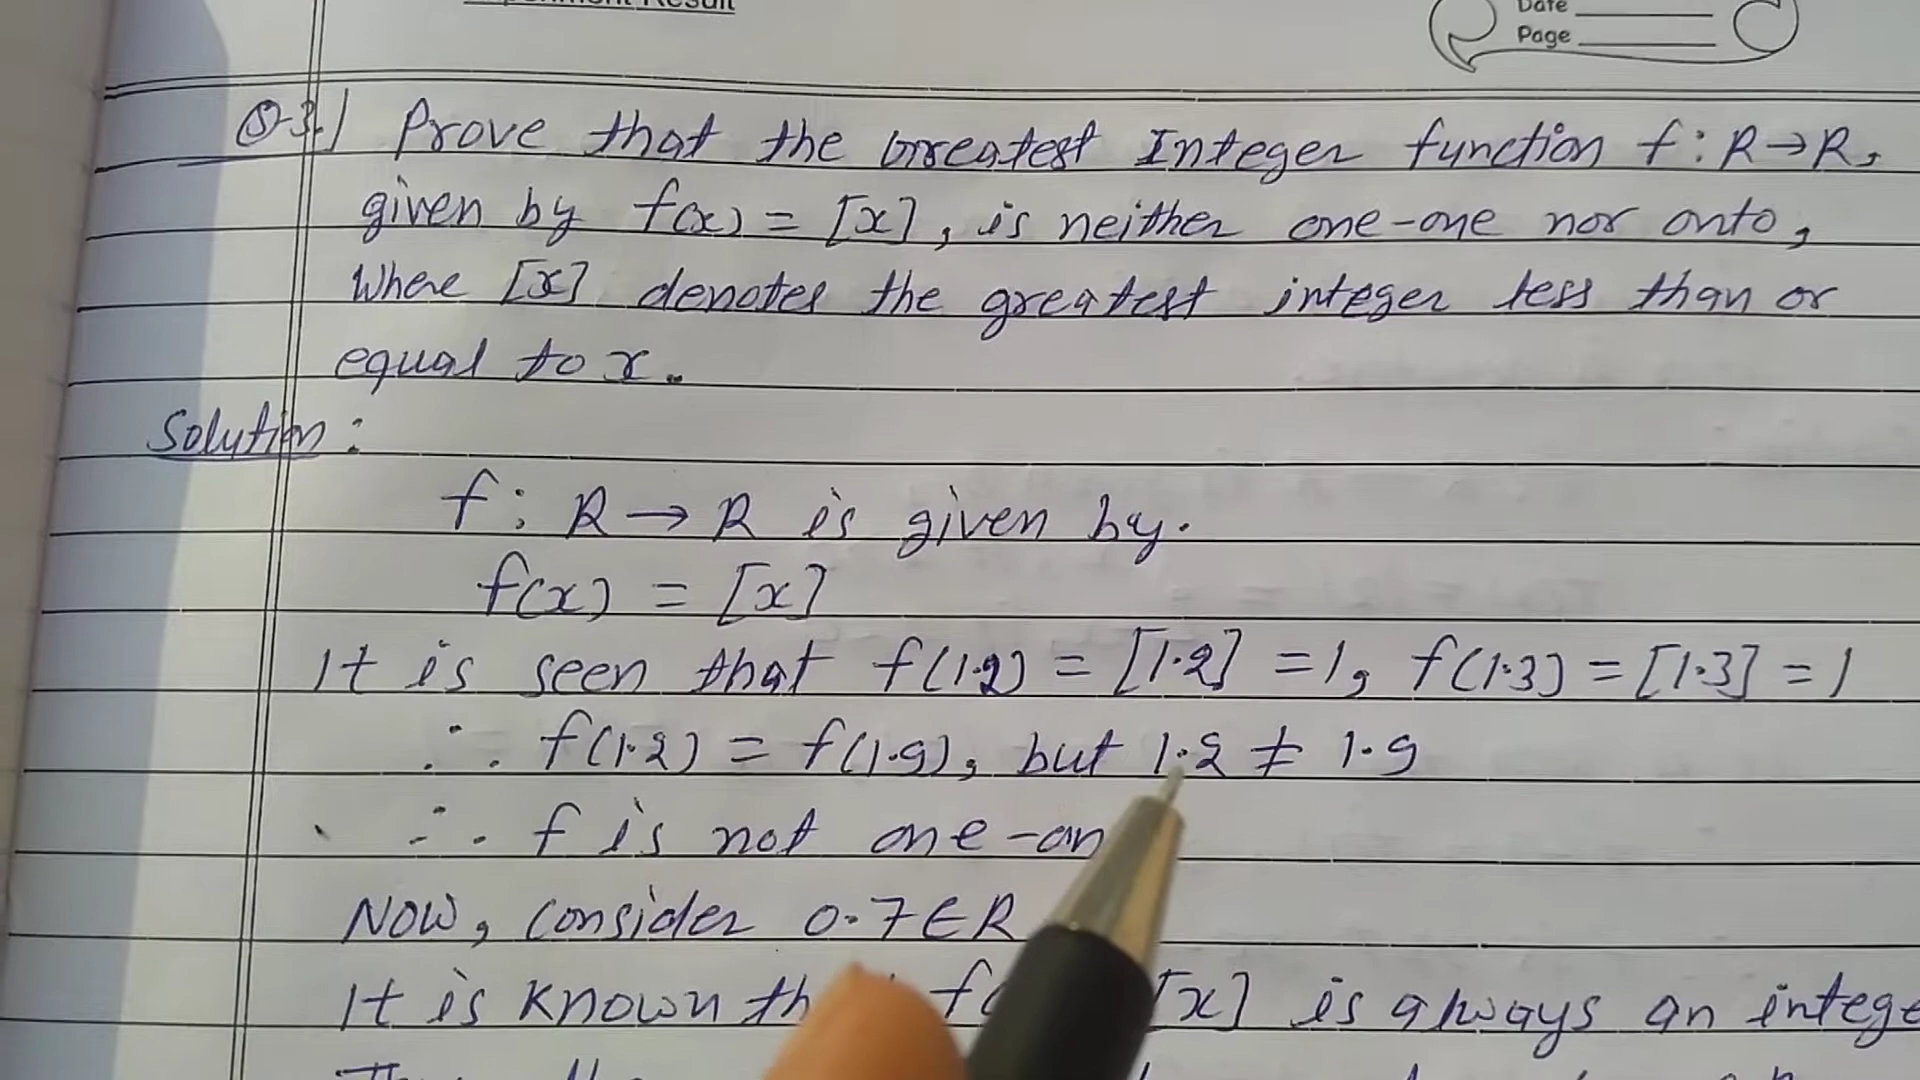 Date
Page
Q-3.) Prove that the Greatest Integer function f: R→R,
given by f(x) = [x], is neither one-one nor onto,
Where [x] denotes the greatest integer less than or
equal to x.
Solution:
f: R → R is given by.
f(x) = [x]
It is seen that f(1.2) = [1.2] = 1, f(1.3) = [1.3] = 1
∴ f(1.2) = f(1.9), but 1.2 ≠ 1.9
∴ f is not one-on
Now, consider 0.7 ∈ R
It is known [x] is always an intege